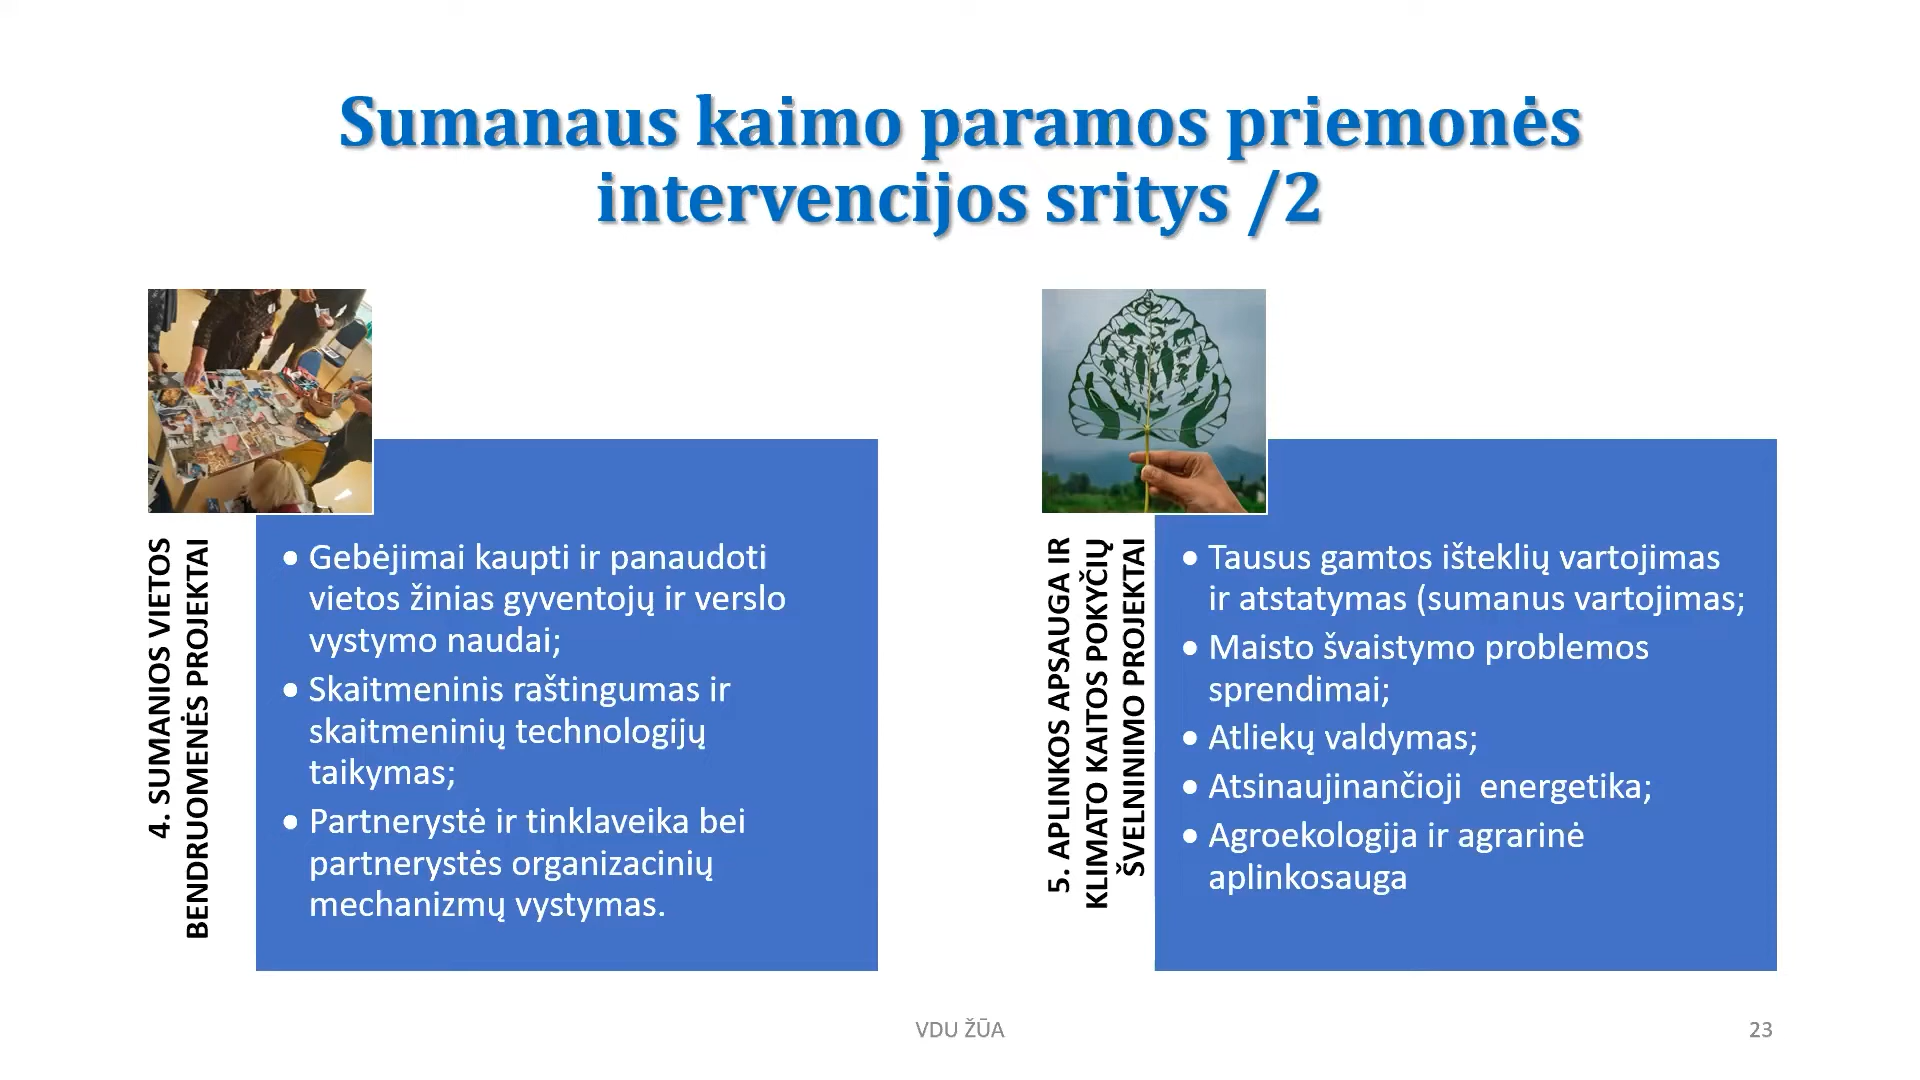 Sumanaus kaimo paramos priemonės
intervencijos sritys /2
4. SUMANIOS VIETOS
BENDRUOMENĖS PROJEKTAI
• Gebėjimai kaupti ir panaudoti
vietos žinias gyventojų ir verslo
vystymo naudai;
• Skaitmeninis raštingumas ir
skaitmeninių technologijų
taikymas;
• Partnerystė ir tinklaveika bei
partnerystės organizacinių
mechanizmų vystymas.
5. APLINKOS APSAUGA IR
KLIMATO KAITOS POKYČIŲ
ŠVELNINIMO PROJEKTAI
• Tausus gamtos išteklių vartojimas
ir atstatymas (sumanus vartojimas;
• Maisto švaistymo problemos
sprendimai;
• Atliekų valdymas;
• Atsinaujinančioji  energetika;
• Agroekologija ir agrarinė
aplinkosauga
VDU ŽŪA
23